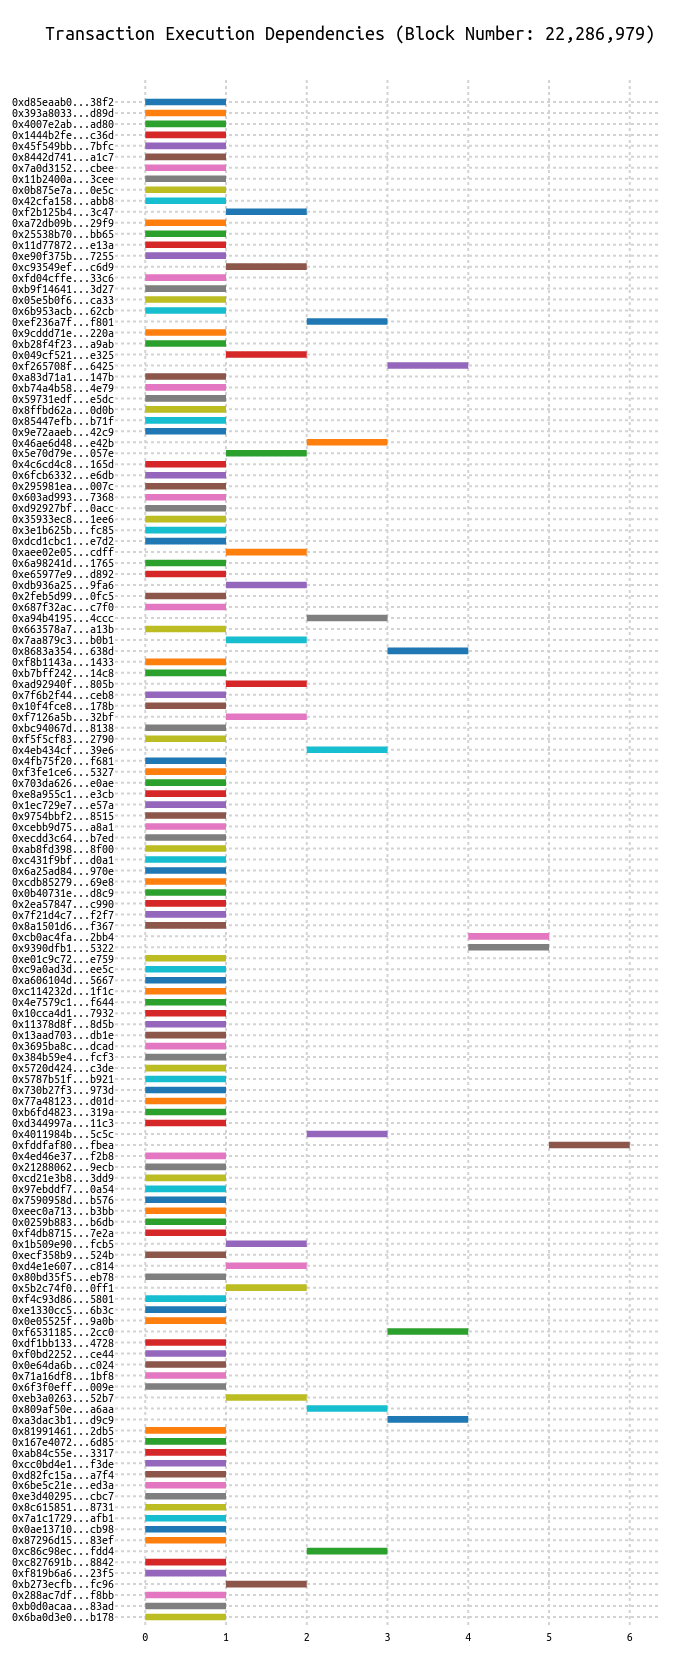 Transaction Execution Dependencies (Block Number: 22,286,979)
0xd85eaab0...38f2
0x393a8033...d89d
0x4007e2ab...ad80
0x1444b2fe...c36d
0x45f549bb...7bfc
0x8442d741...a1c7
0x7a0d3152...cbee
0x11b2400a...3cee
0x0b875e7a...0e5c
0x42cfa158...abb8
0xf2b125b4...3c47
0xa72db09b...29f9
0x25538b70...bb65
0x11d77872...e13a
0xe90f375b...7255
0xc93549ef...c6d9
0xfd04cffe...33c6
0xb9f14641...3d27
0x05e5b0f6...ca33
0x6b953acb...62cb
0xef236a7f...f801
0x9cddd71e...220a
0xb28f4f23...a9ab
0x049cf521...e325
0xf265708f...6425
0xa83d71a1...147b
0xb74a4b58...4e79
0x59731edf...e5dc
0x8ffbd62a...0d0b
0x85447efb...b71f
0x9e72aaeb...42c9
0x46ae6d48...e42b
0x5e70d79e...057e
0x4c6cd4c8...165d
0x6fcb6332...e6db
0x295981ea...007c
0x603ad993...7368
0xd92927bf...0acc
0x35933ec8...1ee6
0x3e1b625b...fc85
0xdcd1cbc1...e7d2
0xaee02e05...cdff
0x6a98241d...1765
0xe65977e9...d892
0xdb936a25...9fa6
0x2feb5d99...0fc5
0x687f32ac...c7f0
0xa94b4195...4ccc
0x663578a7...a13b
0x7aa879c3...b0b1
0x8683a354...638d
0xf8b1143a...1433
0xb7bff242...14c8
0xad92940f...805b
0x7f6b2f44...ceb8
0x10f4fce8...178b
0xf7126a5b...32bf
0xbc94067d...8138
0xf5f5cf83...2790
0x4eb434cf...39e6
0x4fb75f20...f681
0xf3fe1ce6...5327
0x703da626...e0ae
0xe8a955c1...e3cb
0x1ec729e7...e57a
0x9754bbf2...8515
0xcebb9d75...a8a1
0xecdd3c64...b7ed
0xab8fd398...8f00
0xc431f9bf...d0a1
0x6a25ad84...970e
0xcdb85279...69e8
0x0b40731e...d8c9
0x2ea57847...c990
0x7f21d4c7...f2f7
0x8a1501d6...f367
0xcb0ac4fa...2bb4
0x9390dfb1...5322
0xe01c9c72...e759
0xc9a0ad3d...ee5c
0xa606104d...5667
0xc114232d...1f1c
0x4e7579c1...f644
0x10cca4d1...7932
0x11378d8f...8d5b
0x13aad703...db1e
0x3695ba8c...dcad
0x384b59e4...fcf3
0x5720d424...c3de
0x5787b51f...b921
0x730b27f3...973d
0x77a48123...d01d
0xb6fd4823...319a
0xd344997a...11c3
0x4011984b...5c5c
0xfddfaf80...fbea
0x4ed46e37...f2b8
0x21288062...9ecb
0xcd21e3b8...3dd9
0x97ebddf7...0a54
0x7590958d...b576
0xeec0a713...b3bb
0x0259b883...b6db
0xf4db8715...7e2a
0x1b509e90...fcb5
0xecf358b9...524b
0xd4e1e607...c814
0x80bd35f5...eb78
0x5b2c74f0...0ff1
0xf4c93d86...5801
0xe1330cc5...6b3c
0x0e05525f...9a0b
0xf6531185...2cc0
0xdf1bb133...4728
0xf0bd2252...ce44
0x0e64da6b...c024
0x71a16df8...1bf8
0x6f3f0eff...009e
0xeb3a0263...52b7
0x809af50e...a6aa
0xa3dac3b1...d9c9
0x81991461...2db5
0x167e4072...6d85
0xab84c55e...3317
0xcc0bd4e1...f3de
0xd82fc15a...a7f4
0x6be5c21e...ed3a
0xe3d40295...cbc7
0x8c615851...8731
0x7a1c1729...afb1
0x0ae13710...cb98
0x87296d15...83ef
0xc86c98ec...fdd4
0xc827691b...8842
0xf819b6a6...23f5
0xb273ecfb...fc96
0x288ac7df...f8bb
0xb0d0acaa...83ad
0x6ba0d3e0...b178
0 1 2 3 4 5 6